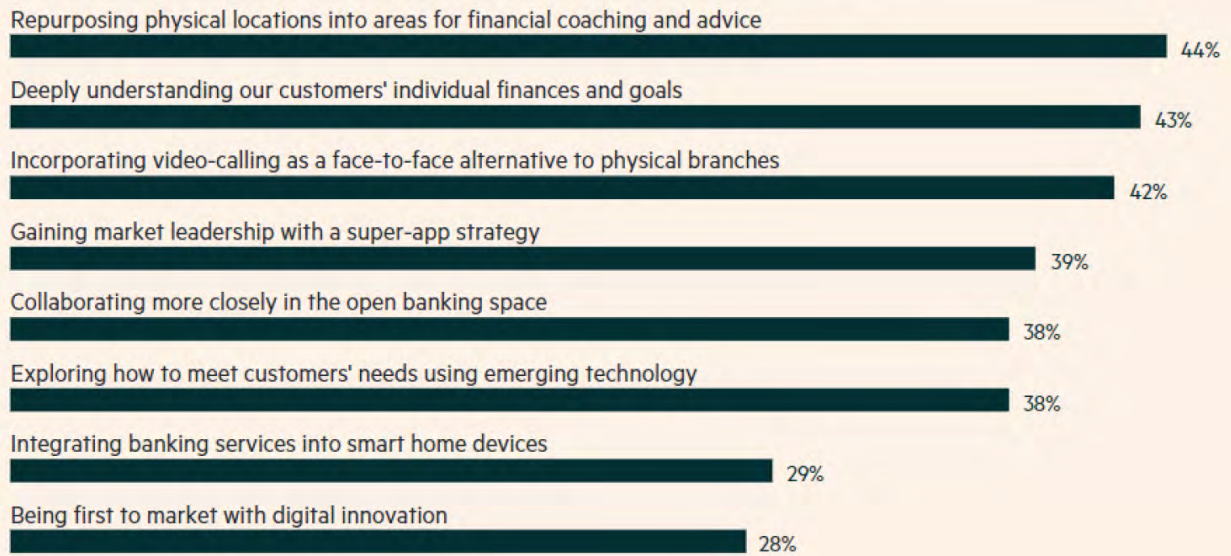 Repurposing physical locations into areas for financial coaching and advice
44%
Deeply understanding our customers' individual finances and goals
43%
Incorporating video-calling as a face-to-face alternative to physical branches
42%
Gaining market leadership with a super-app strategy
39%
Collaborating more closely in the open banking space
38%
Exploring how to meet customers' needs using emerging technology
38%
Integrating banking services into smart home devices
29%
Being first to market with digital innovation
28%